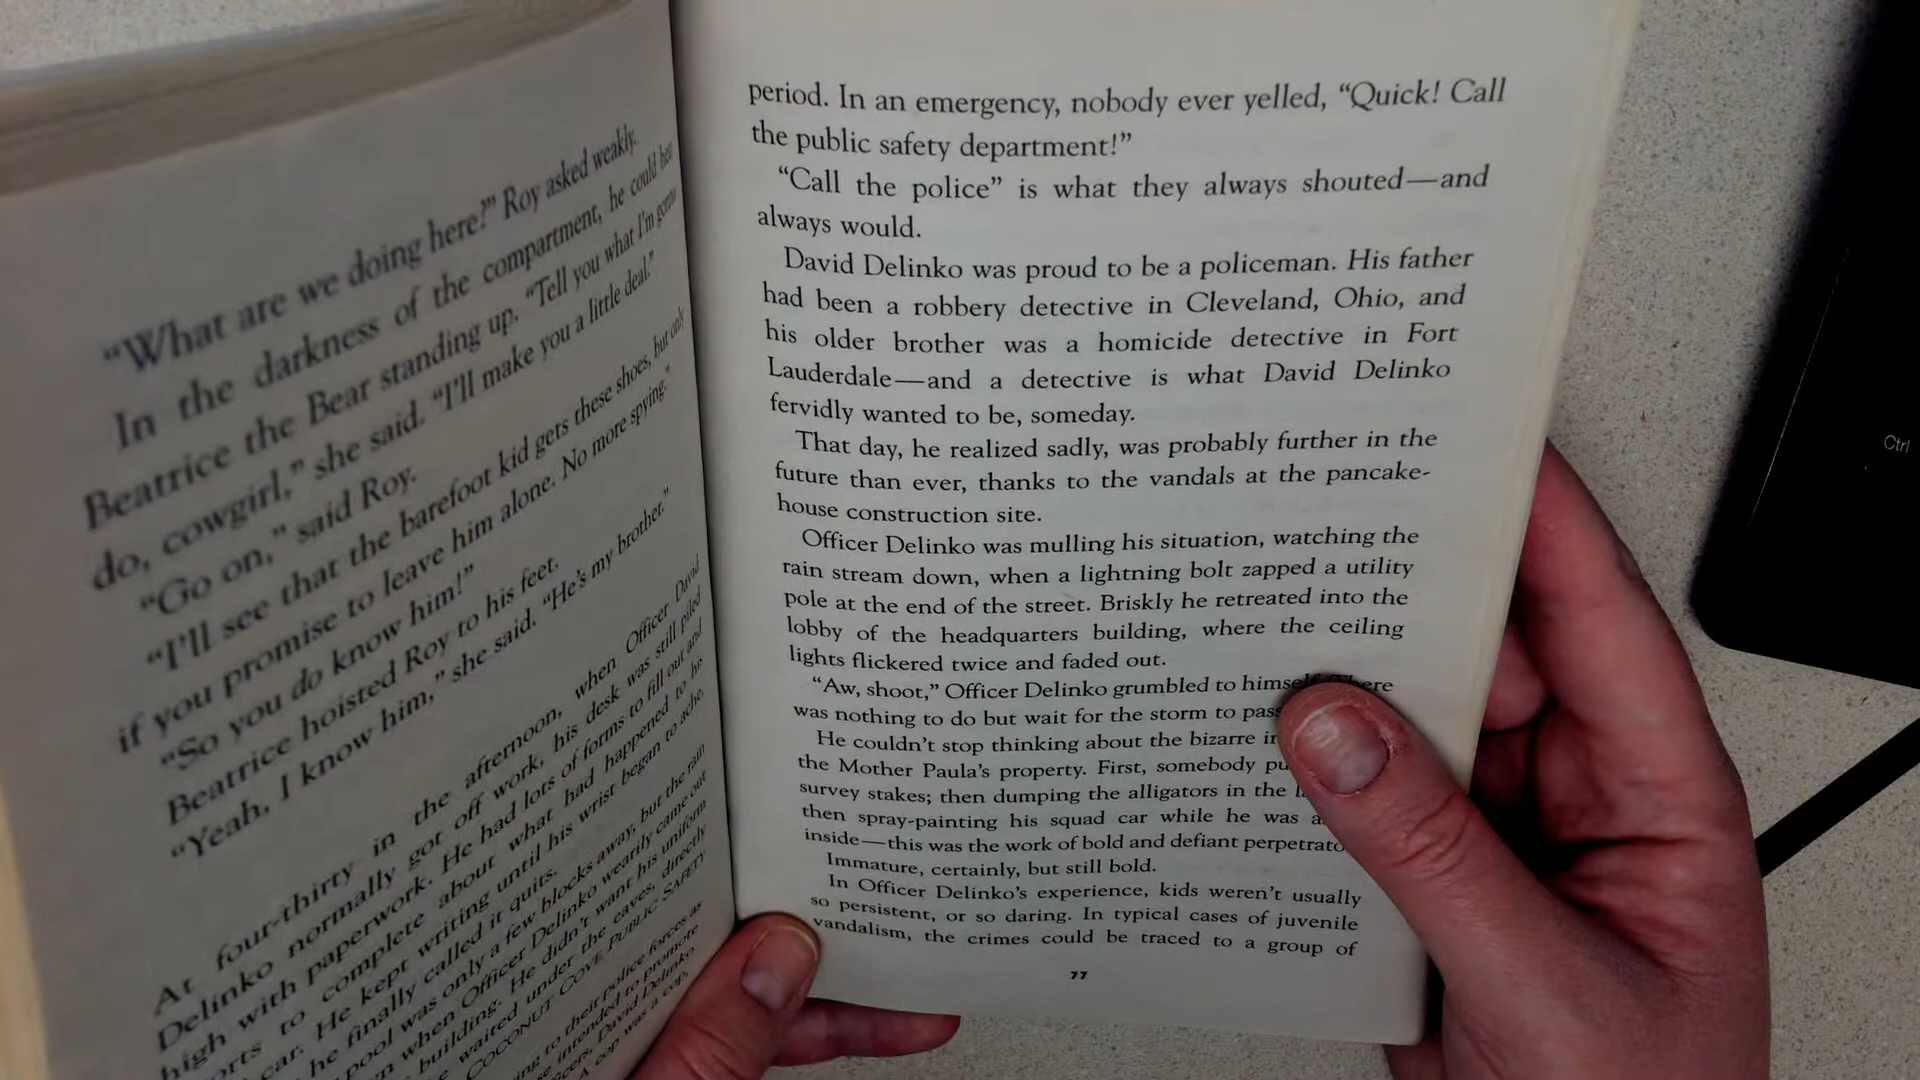 "What are we doing here?" Roy asked weakly.
In the darkness of the compartment, he could hear
Beatrice the Bear standing up. "Tell you what I'm gonna
do, cowgirl," she said. "I'll make you a little deal."
"Go on," said Roy.
"I'll see that the barefoot kid gets these shoes, but only
if you promise to leave him alone. No more spying."
"So you do know him!"
Beatrice hoisted Roy to his feet.
"Yeah, I know him," she said. "He's my brother."
At four-thirty in the afternoon, when Officer David
Delinko normally got off work, his desk was still piled
high with paperwork. He had lots of forms to fill out and
to complete about what had happened to his
car. He kept writing until his wrist began to ache,
he finally called it quits.
pool was only a few blocks away, but the rain
when Officer Delinko wearily came out
building. He didn't want his uniform
waited under the eaves, directly
COCONUT COVE PUBLIC SAFETY
to their police forces as
intended to promote
David Delinko
A cop was a cop,
period. In an emergency, nobody ever yelled, "Quick! Call
the public safety department!"
"Call the police" is what they always shouted—and
always would.
David Delinko was proud to be a policeman. His father
had been a robbery detective in Cleveland, Ohio, and
his older brother was a homicide detective in Fort
Lauderdale—and a detective is what David Delinko
fervidly wanted to be, someday.
That day, he realized sadly, was probably further in the
future than ever, thanks to the vandals at the pancake-
house construction site.
Officer Delinko was mulling his situation, watching the
rain stream down, when a lightning bolt zapped a utility
pole at the end of the street. Briskly he retreated into the
lobby of the headquarters building, where the ceiling
lights flickered twice and faded out.
"Aw, shoot," Officer Delinko grumbled to himself. There
was nothing to do but wait for the storm to pass
He couldn't stop thinking about the bizarre
the Mother Paula's property. First, somebody
survey stakes; then dumping the alligators in the
then spray-painting his squad car while he was
inside—this was the work of bold and defiant
Immature, certainly, but still bold.
In Officer Delinko's experience, kids weren't usually
so persistent, or so daring. In typical cases of juvenile
vandalism, the crimes could be traced to a group of
77
Ctrl